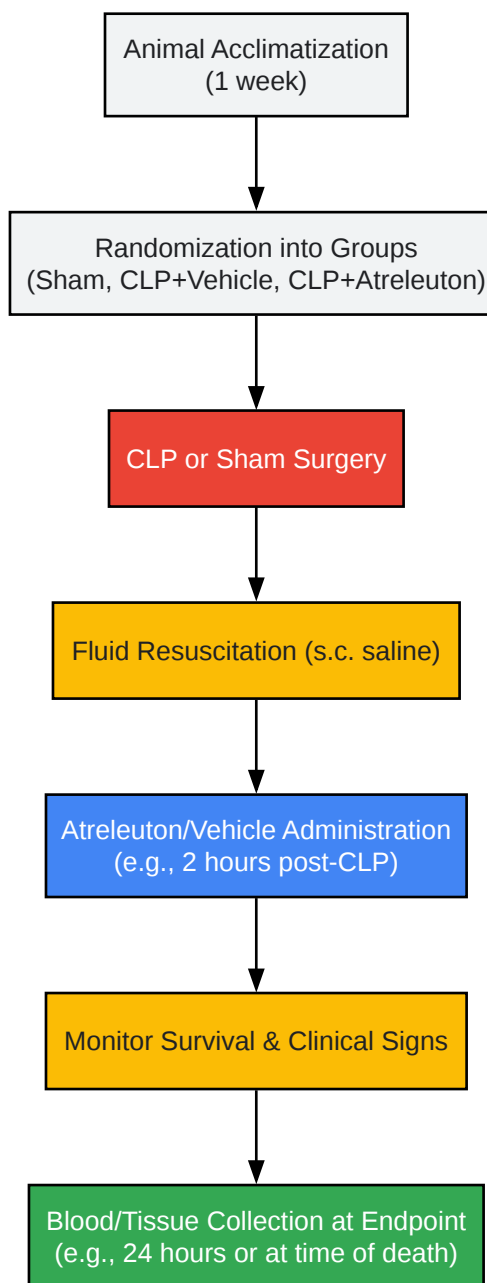 Animal Acclimatization
(1 week)
Randomization into Groups
(Sham, CLP+Vehicle, CLP+Atreleuton)
CLP or Sham Surgery
Fluid Resuscitation (s.c. saline)
Atreleuton/Vehicle Administration
(e.g., 2 hours post-CLP)
Monitor Survival & Clinical Signs
Blood/Tissue Collection at Endpoint
(e.g., 24 hours or at time of death)